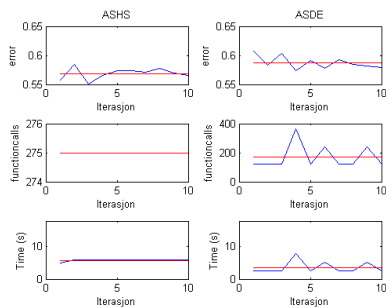 ASHS
ASDE
0.65
0.6
0.55
error
0
5
10
Iterasjon
0.65
0.6
0.55
error
0
5
10
Iterasjon
276
275
274
functioncalls
0
5
10
Iterasjon
400
200
0
functioncalls
0
5
10
Iterasjon
10
0
Time (s)
0
5
10
Iterasjon
10
0
Time (s)
0
5
10
Iterasjon